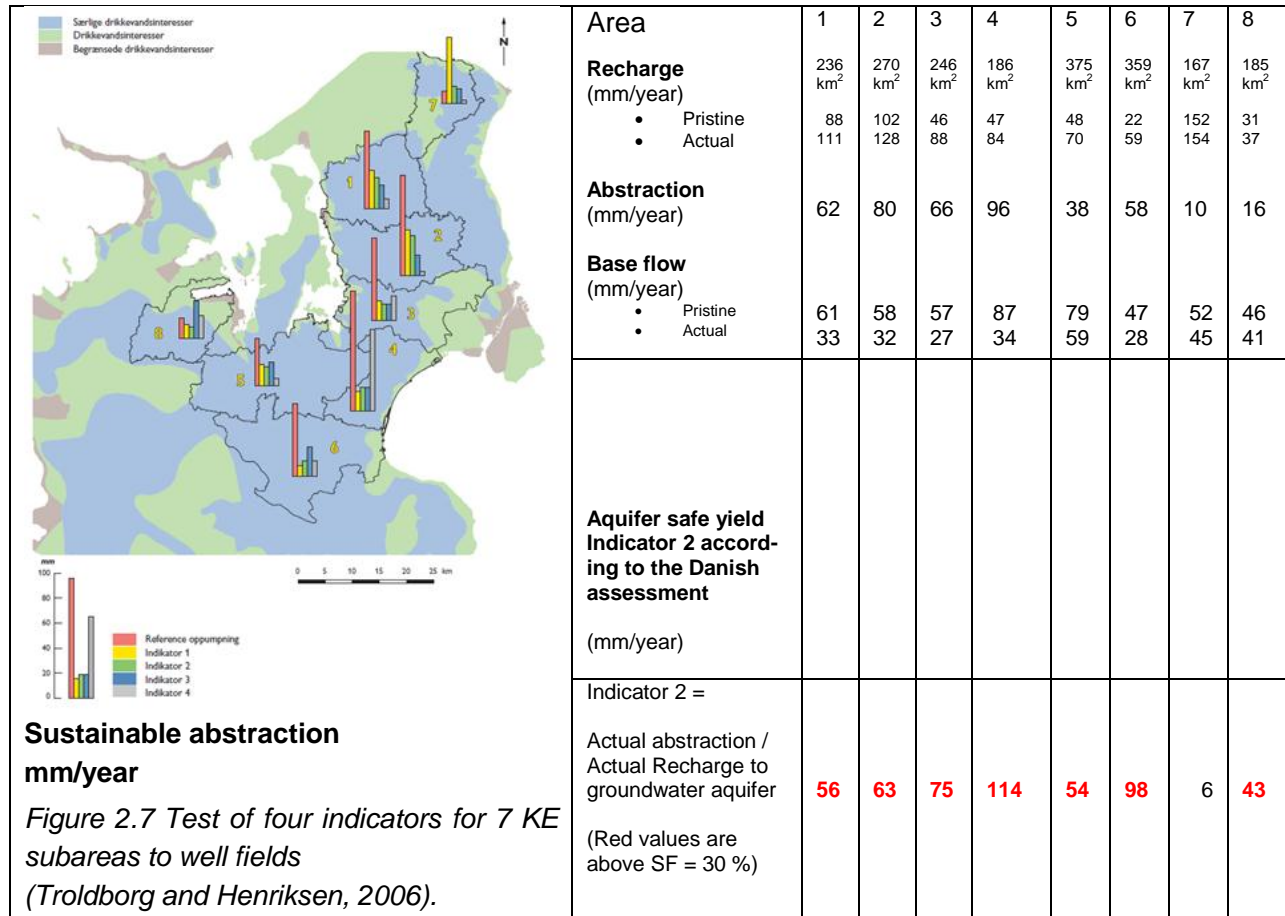 Særlige drikkevandsinteresser
Drikkevandsinteresser
Begrænsede drikkevandsinteresser
N
7
1
2
3
8
4
5
6
mm
100
80
60
40
20
0
0 5 10 15 20 25 km
Reference oppumpning
Indikator 1
Indikator 2
Indikator 3
Indikator 4
Sustainable abstraction
mm/year
Figure 2.7 Test of four indicators for 7 KE
subareas to well fields
(Troldborg and Henriksen, 2006).
Area 1 2 3 4 5 6 7 8
Recharge 236 270 246 186 375 359 167 185
(mm/year) km² km² km² km² km² km² km² km²
• Pristine 88 102 46 47 48 22 152 31
• Actual 111 128 88 84 70 59 154 37
Abstraction
(mm/year) 62 80 66 96 38 58 10 16
Base flow
(mm/year)
• Pristine 61 58 57 87 79 47 52 46
• Actual 33 32 27 34 59 28 45 41
Aquifer safe yield
Indicator 2 accord-
ing to the Danish
assessment
(mm/year)
Indicator 2 =
Actual abstraction /
Actual Recharge to
groundwater aquifer 56 63 75 114 54 98 6 43
(Red values are
above SF = 30 %)